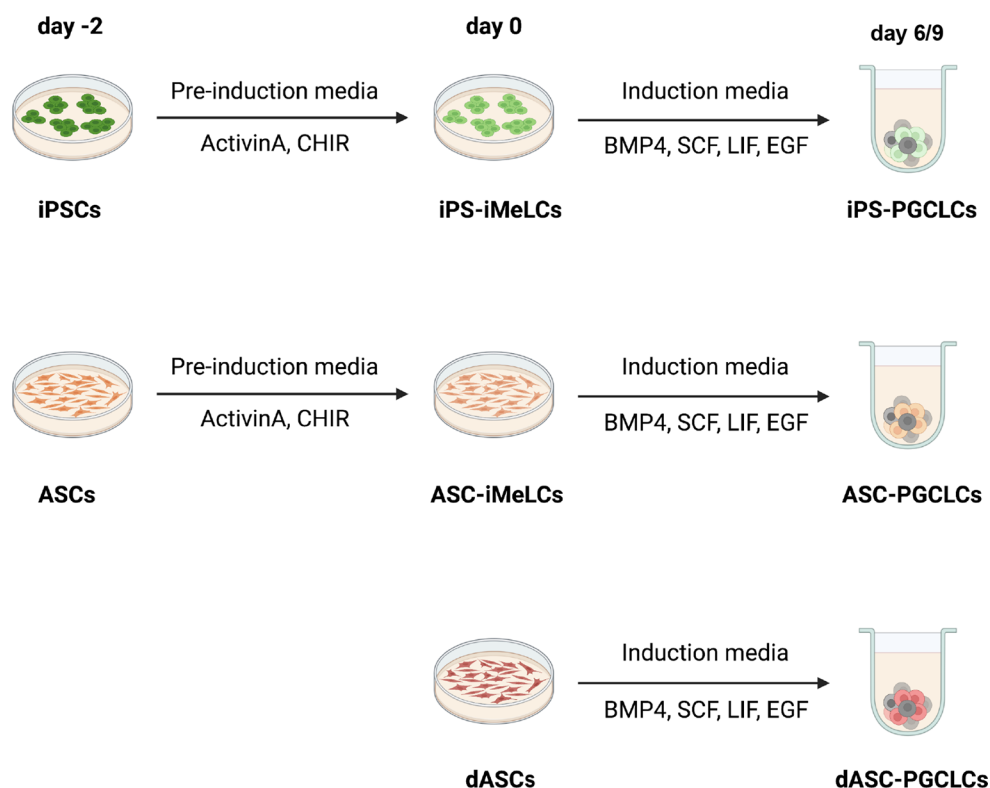 day -2
day 0
day 6/9
Pre-induction media
ActivinA, CHIR
Induction media
BMP4, SCF, LIF, EGF
iPSCs
iPS-iMeLCs
iPS-PGCLCs
Pre-induction media
ActivinA, CHIR
Induction media
BMP4, SCF, LIF, EGF
ASCs
ASC-iMeLCs
ASC-PGCLCs
Induction media
BMP4, SCF, LIF, EGF
dASCs
dASC-PGCLCs